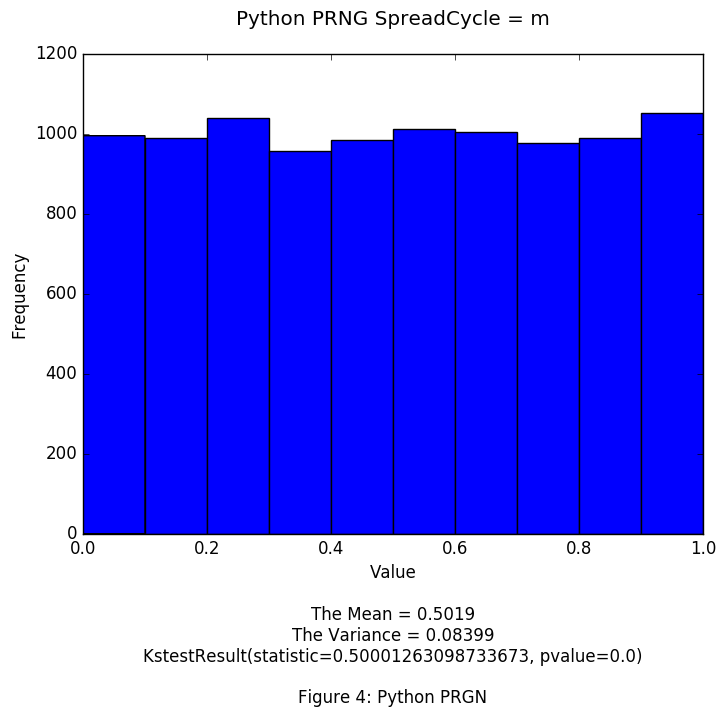 Python PRNG SpreadCycle = m
1200
1000
800
600
400
200
0
Frequency
0.0 0.2 0.4 0.6 0.8 1.0
Value
The Mean = 0.5019
The Variance = 0.08399
KstestResult(statistic=0.50001263098733673, pvalue=0.0)
Figure 4: Python PRGN